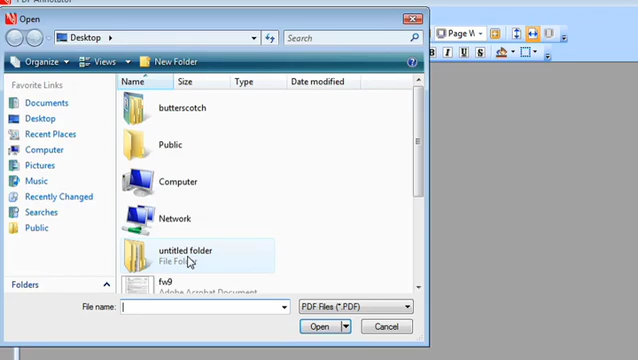 PDF Annotator
Open
Desktop
Search
Page W
Organize
Views
New Folder
B I U S
Name
Size
Type
Date modified
Favorite Links
Documents
Desktop
Recent Places
Computer
Pictures
Music
Recently Changed
Searches
Public
Folders
butterscotch
Public
Computer
Network
untitled folder
File Fol
fw9
Adobe Acrobat Document
File name:
PDF Files (*.PDF)
Open
Cancel